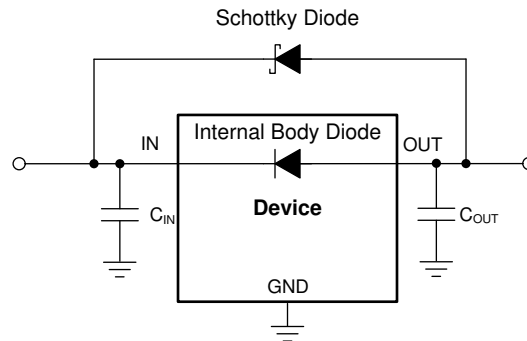 Schottky Diode
Internal Body Diode
IN
OUT
Device
CIN
COUT
GND